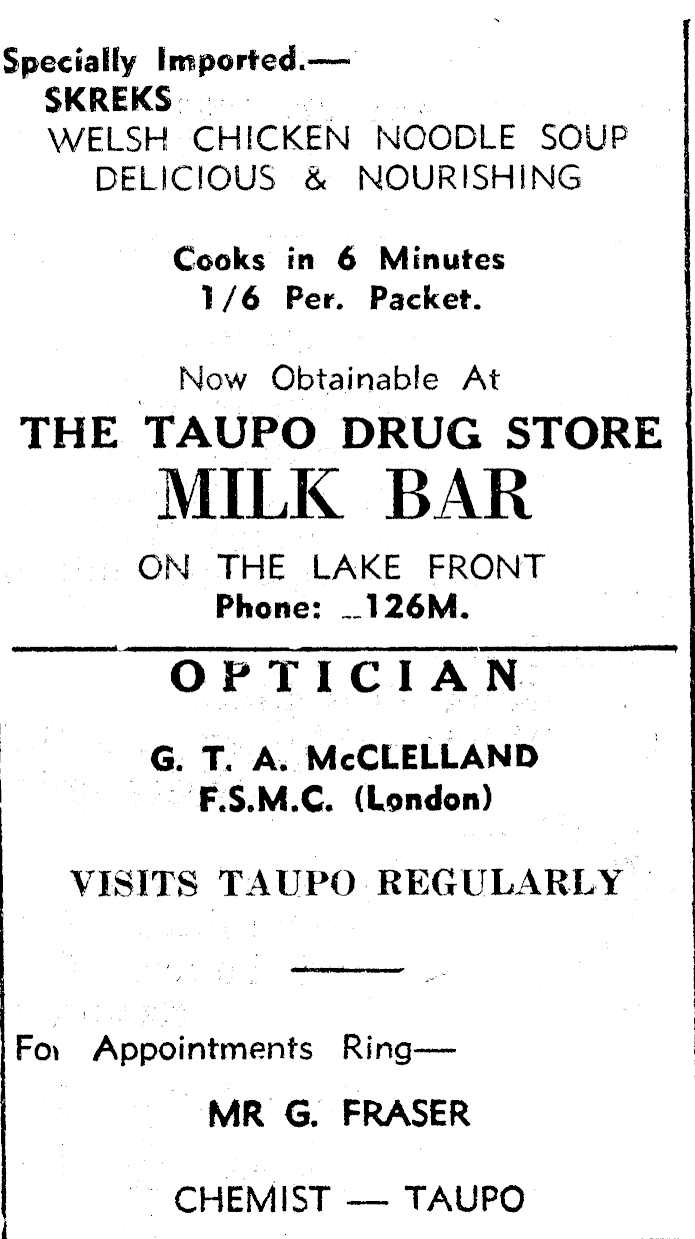 Specially Imported.—
SKREKS
WELSH CHICKEN NOODLE SOUP
DELICIOUS & NOURISHING
Cooks in 6 Minutes
1/6 Per. Packet.
Now Obtainable At
THE TAUPO DRUG STORE
MILK BAR
ON THE LAKE FRONT
Phone: _126M.
OPTICIAN
G. T. A. McCLELLAND
F.S.M.C. (London)
VISITS TAUPO REGULARLY
For Appointments Ring—
MR G. FRASER
CHEMIST — TAUPO